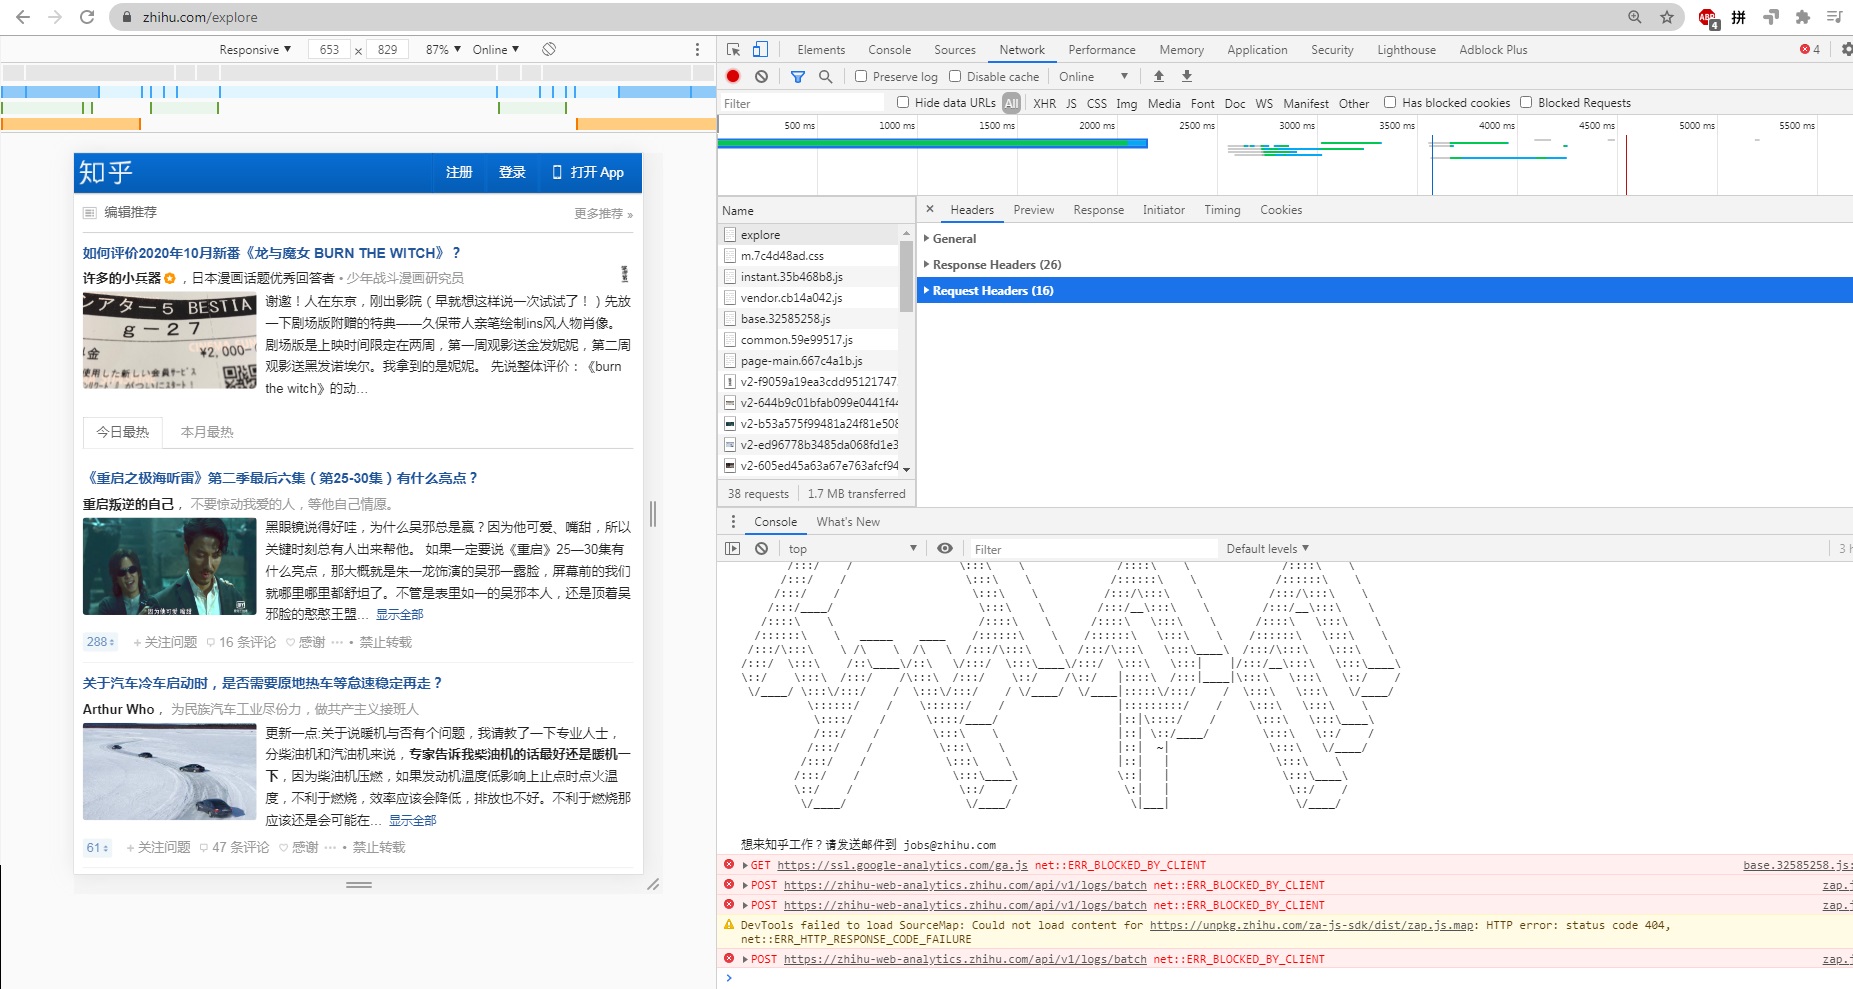 zhihu.com/explore
4
拼
Responsive ▼ 653 × 829 87% ▼ Online ▼
Elements Console Sources Network Performance Memory Application Security Lighthouse Adblock Plus 4
Preserve log Disable cache Online ▼
Filter Hide data URLs All XHR JS CSS Img Media Font Doc WS Manifest Other Has blocked cookies Blocked Requests
500 ms 1000 ms 1500 ms 2000 ms 2500 ms 3000 ms 3500 ms 4000 ms 4500 ms 5000 ms 5500 ms
知乎 注册 登录 打开 App
编辑推荐 更多推荐 »
如何评价2020年10月新番《龙与魔女 BURN THE WITCH》？
许多的小兵器 ，日本漫画话题优秀回答者 • 少年战斗漫画研究员
シアター5 BESTIA
g－27
¥2,000-
谢邀！人在东京，刚出影院（早就想这样说一次试试了！）先放
一下剧场版附赠的特典——久保带人亲笔绘制ins风人物肖像。
剧场版是上映时间限定在两周，第一周观影送金发妮妮，第二周
观影送黑发诺埃尔。我拿到的是妮妮。 先说整体评价：《burn
the witch》的动…
今日最热 本月最热
《重启之极海听雷》第二季最后六集（第25-30集）有什么亮点？
重启叛逆的自己， 不要惊动我爱的人，等他自己情愿。
因为他可爱 嘴甜
黑眼镜说得好哇，为什么吴邪总是赢？因为他可爱、嘴甜，所以
关键时刻总有人出来帮他。 如果一定要说《重启》25—30集有
什么亮点，那大概就是朱一龙饰演的吴邪一露脸，屏幕前的我们
就哪里哪里都舒坦了。不管是表里如一的吴邪本人，还是顶着吴
邪脸的憨憨王盟… 显示全部
288 + 关注问题 16 条评论 感谢 ··· • 禁止转载
关于汽车冷车启动时，是否需要原地热车等怠速稳定再走？
Arthur Who， 为民族汽车工业尽份力，做共产主义接班人
更新一点:关于说暖机与否有个问题，我请教了一下专业人士，
分柴油机和汽油机来说，专家告诉我柴油机的话最好还是暖机一
下，因为柴油机压燃，如果发动机温度低影响上止点时点火温
度，不利于燃烧，效率应该会降低，排放也不好。不利于燃烧那
应该还是会可能在… 显示全部
61 + 关注问题 47 条评论 感谢 ··· • 禁止转载
Name
explore
m.7c4d48ad.css
instant.35b468b8.js
vendor.cb14a042.js
base.32585258.js
common.59e99517.js
page-main.667c4a1b.js
v2-f9059a19ea3cdd95121747
v2-644b9c01bfab099e0441f44
v2-b53a575f99481a24f81e508
v2-ed96778b3485da068fd1e3
v2-605ed45a63a67e763afcf94
38 requests 1.7 MB transferred
× Headers Preview Response Initiator Timing Cookies
General
Response Headers (26)
Request Headers (16)
Console What's New
top ▼ Filter Default levels ▼ 3
想来知乎工作？请发送邮件到 jobs@zhihu.com
GET https://ssl.google-analytics.com/ga.js net::ERR_BLOCKED_BY_CLIENT base.32585258.js:
POST https://zhihu-web-analytics.zhihu.com/api/v1/logs/batch net::ERR_BLOCKED_BY_CLIENT zap.j
POST https://zhihu-web-analytics.zhihu.com/api/v1/logs/batch net::ERR_BLOCKED_BY_CLIENT zap.j
DevTools failed to load SourceMap: Could not load content for https://unpkg.zhihu.com/za-js-sdk/dist/zap.js.map: HTTP error: status code 404,
net::ERR_HTTP_RESPONSE_CODE_FAILURE
POST https://zhihu-web-analytics.zhihu.com/api/v1/logs/batch net::ERR_BLOCKED_BY_CLIENT zap.j